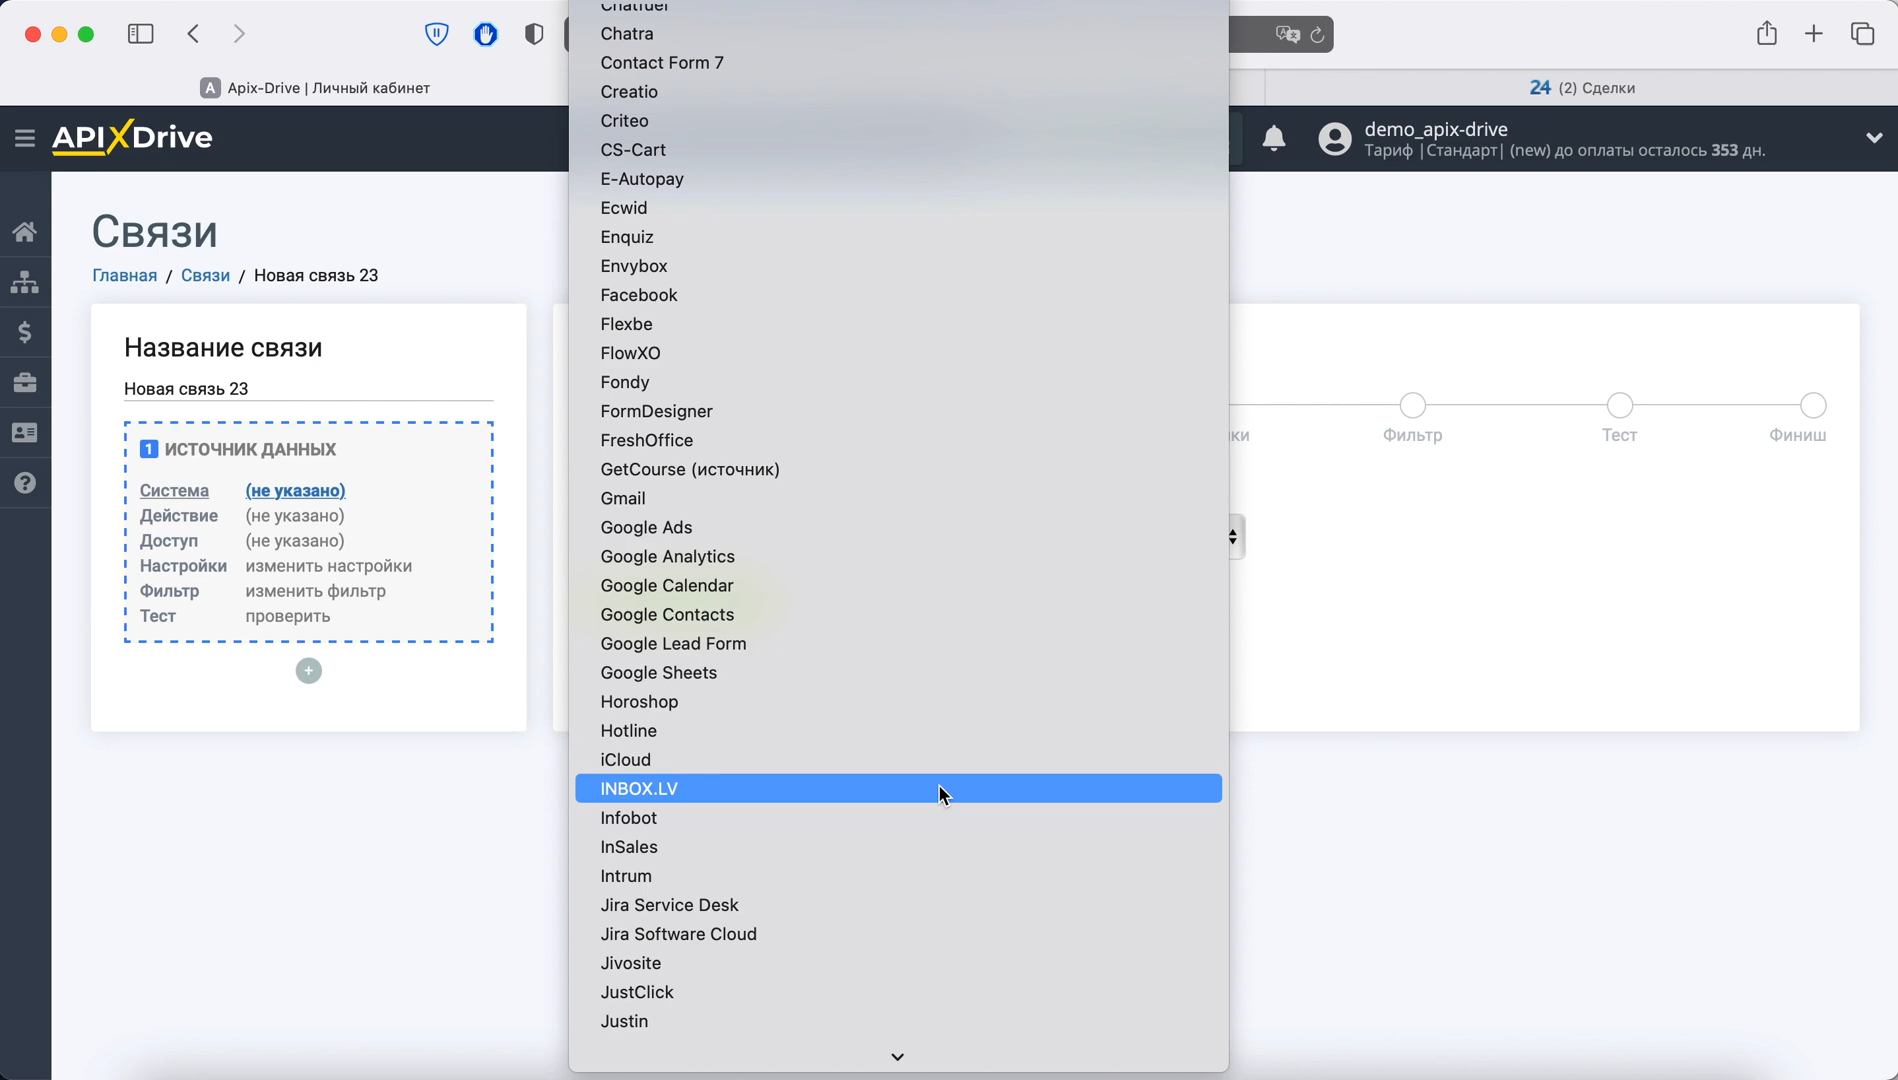 Apix-Drive | Личный кабинет
24 (2) Сделки
APIXDrive
demo_apix-drive
Тариф |Стандарт| (new) до оплаты осталось 353 дн.
Связи
Главная / Связи / Новая связь 23
Название связи
Новая связь 23
1 ИСТОЧНИК ДАННЫХ
Система (не указано)
Действие (не указано)
Доступ (не указано)
Настройки изменить настройки
Фильтр изменить фильтр
Тест проверить
Chatfuel
Chatra
Contact Form 7
Creatio
Criteo
CS-Cart
E-Autopay
Ecwid
Enquiz
Envybox
Facebook
Flexbe
FlowXO
Fondy
FormDesigner
FreshOffice
GetCourse (источник)
Gmail
Google Ads
Google Analytics
Google Calendar
Google Contacts
Google Lead Form
Google Sheets
Horoshop
Hotline
iCloud
INBOX.LV
Infobot
InSales
Intrum
Jira Service Desk
Jira Software Cloud
Jivosite
JustClick
Justin
Фильтр
Тест
Финиш